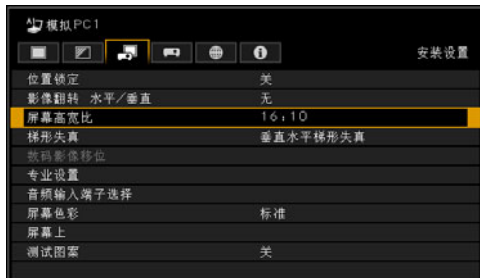 模拟PC1
安装设置
位置锁定 关
影像翻转 水平/垂直 无
屏幕高宽比 16:10
梯形失真 垂直水平梯形失真
数码影像移位
专业设置
音频输入端子选择
屏幕色彩 标准
屏幕上
测试图案 关